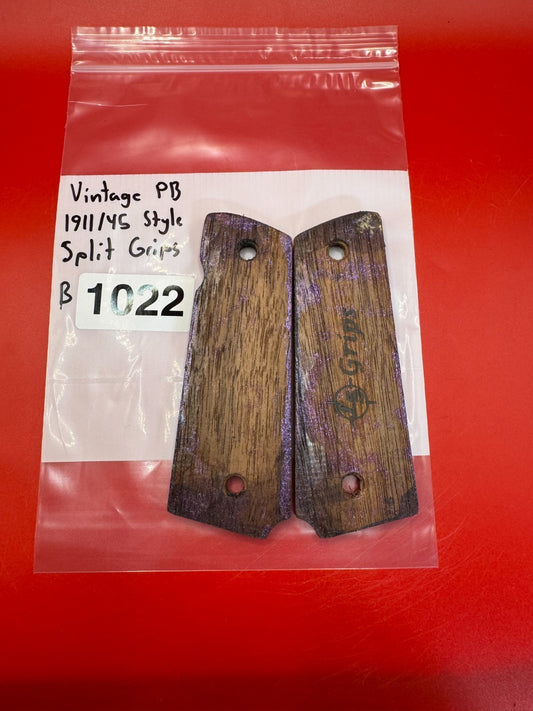 Vintage PB
1911/45 Style
Split Grips
B 1022
Grips